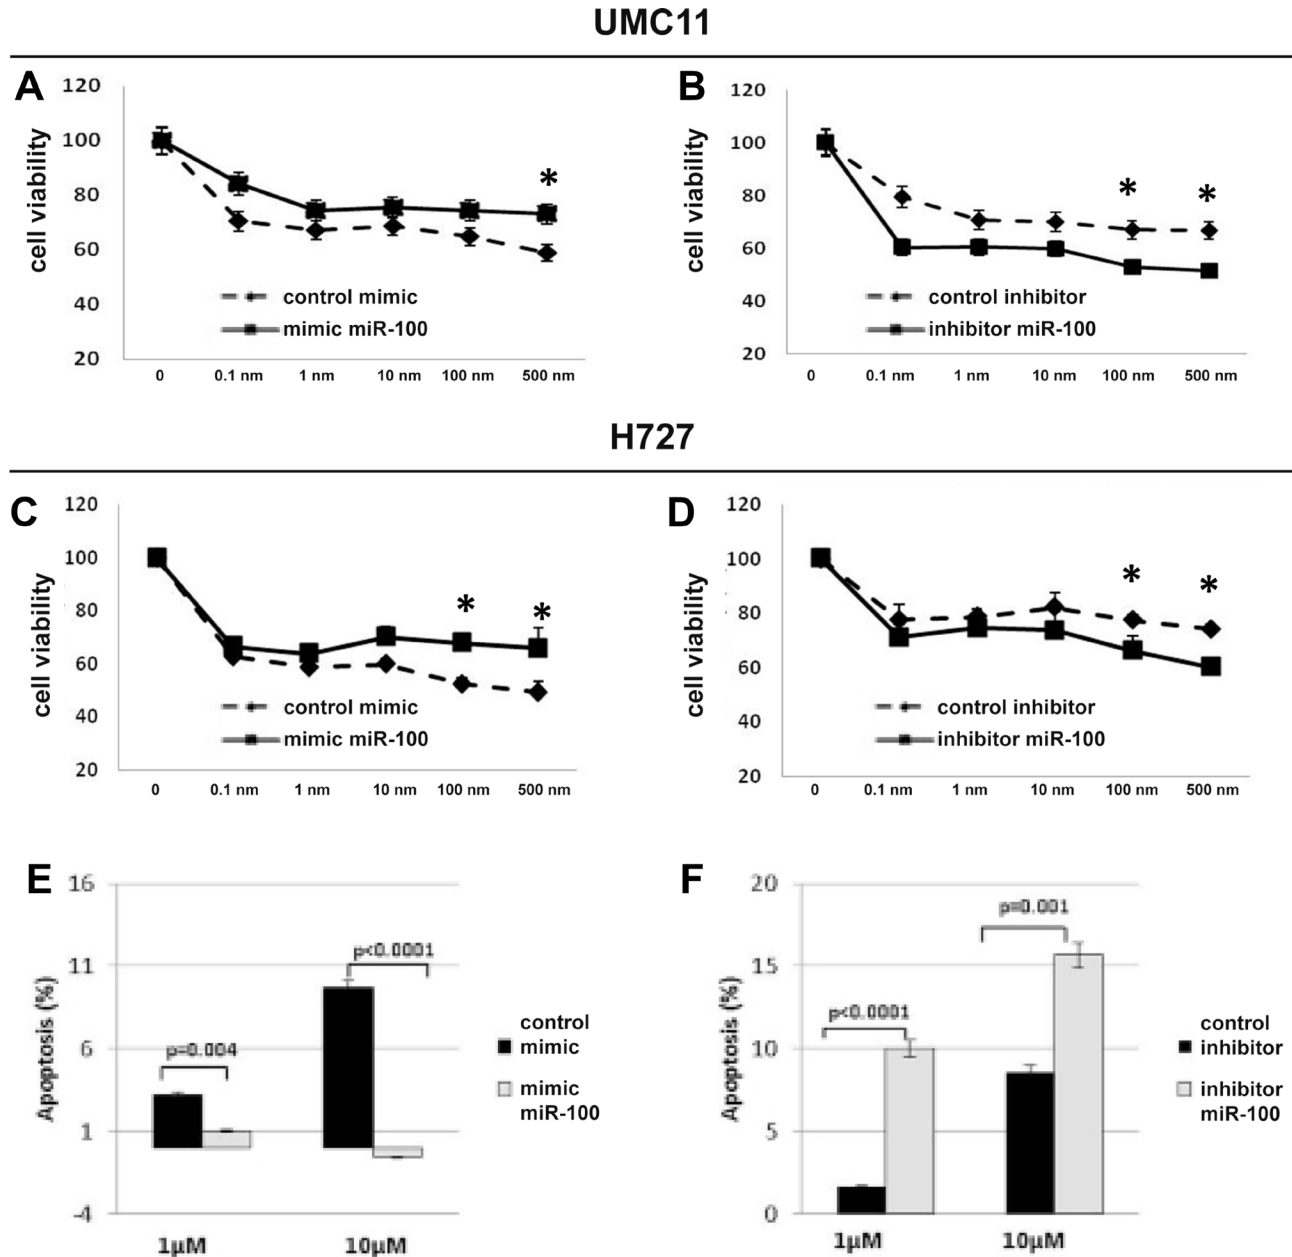 UMC11
A
B
120
100
80
60
40
20
cell viability
*
control mimic
mimic miR-100
0 0.1 nm 1 nm 10 nm 100 nm 500 nm
120
100
80
60
40
20
cell viability
* *
control inhibitor
inhibitor miR-100
0 0.1 nm 1 nm 10 nm 100 nm 500 nm
H727
C
D
120
100
80
60
40
20
cell viability
* *
control mimic
mimic miR-100
0 0.1 nm 1 nm 10 nm 100 nm 500 nm
120
100
80
60
40
20
cell viability
* *
control inhibitor
inhibitor miR-100
0 0.1 nm 1 nm 10 nm 100 nm 500 nm
E
F
16
11
6
1
-4
Apoptosis (%)
p=0.004
p<0.0001
control
mimic
mimic
miR-100
1µM 10µM
20
15
10
5
0
Apoptosis (%)
p<0.0001
p=0.001
control
inhibitor
inhibitor
miR-100
1µM 10µM